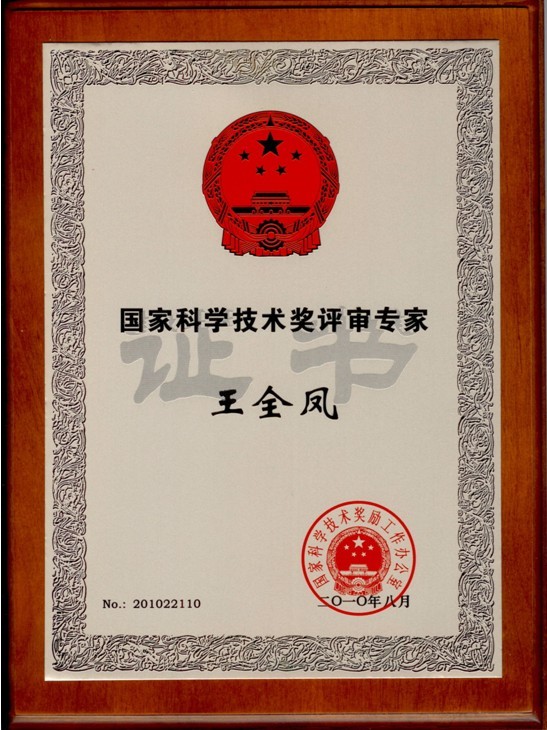 国家科学技术奖评审专家
证书
王全凤
国家科学技术奖励工作办公室
No.: 201022110
二〇一〇年八月